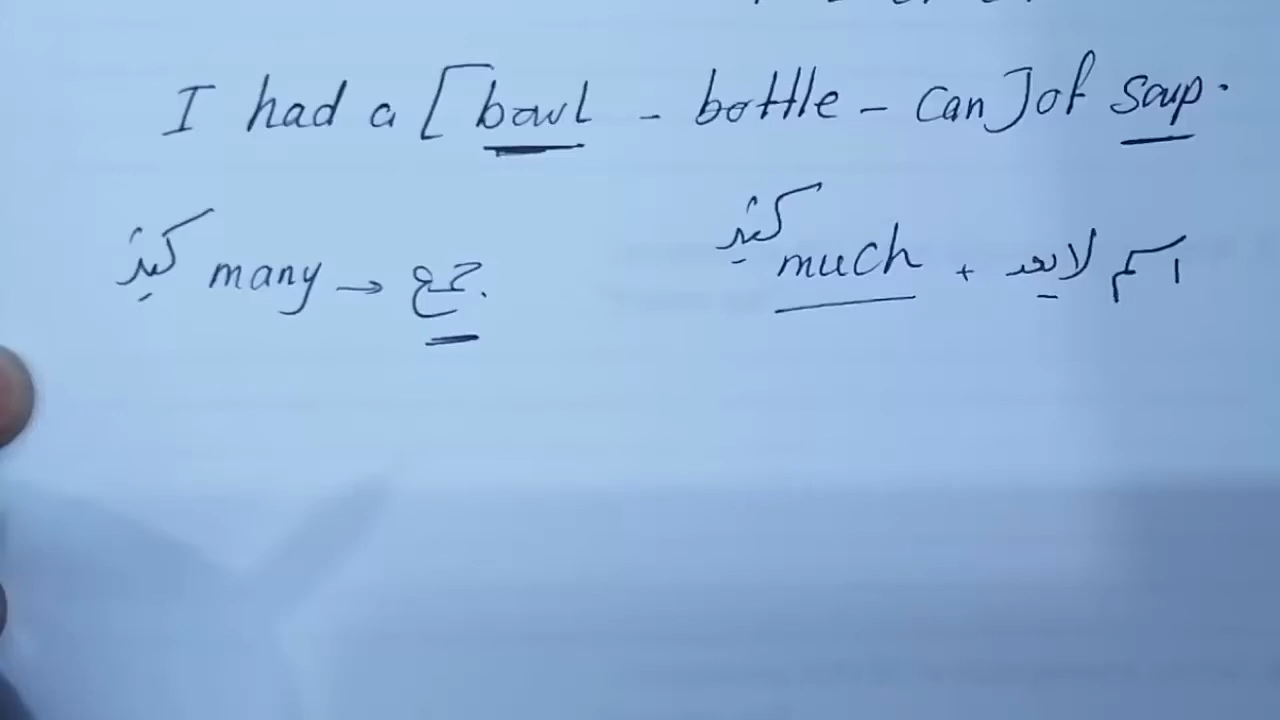 I had a [bowl - bottle - can] of soup.
كثير many → جمع.
كثير much + اسم لا يعد